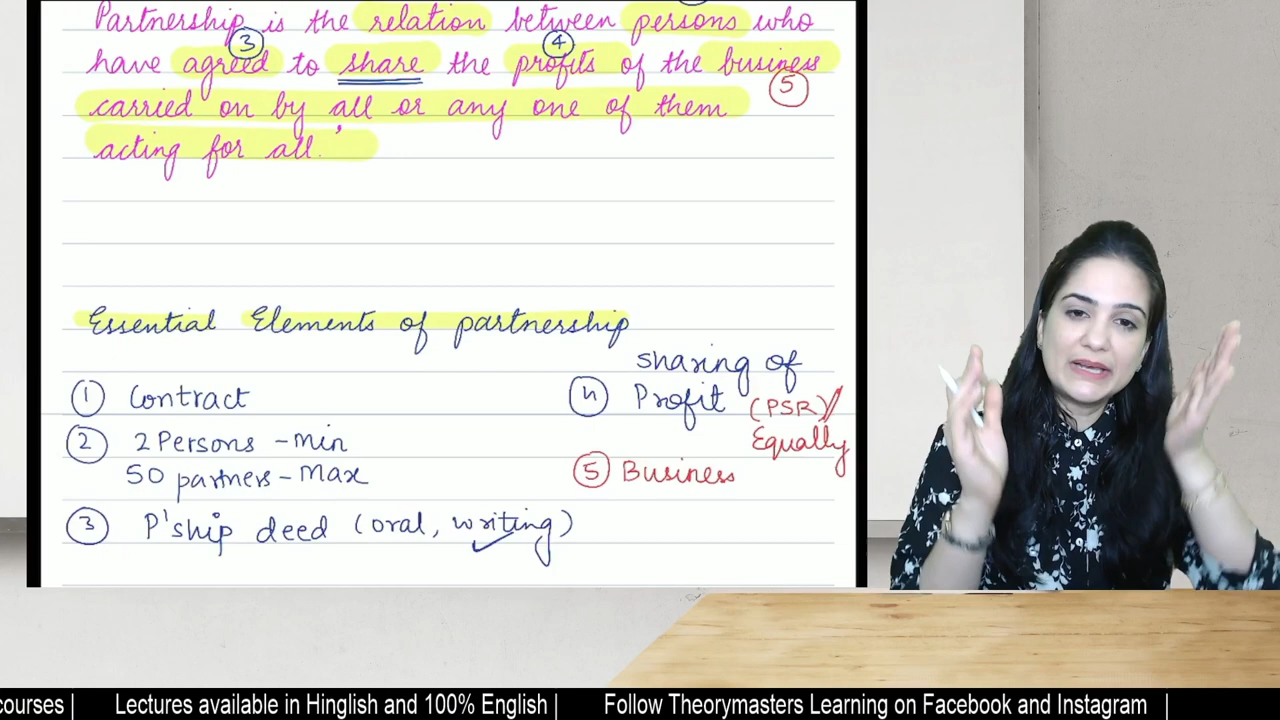 Partnership is the relation between persons who
3 4
have agreed to share the profits of the business
5
carried on by all or any one of them
acting for all.'
Essential Elements of partnership
1 Contract
2 2 Persons - Min
50 partners - Max
3 P'ship deed (oral, writing)
sharing of
4 Profit (PSR)/
Equally
5 Business
courses | Lectures available in Hinglish and 100% English | Follow Theorymasters Learning on Facebook and Instagram |